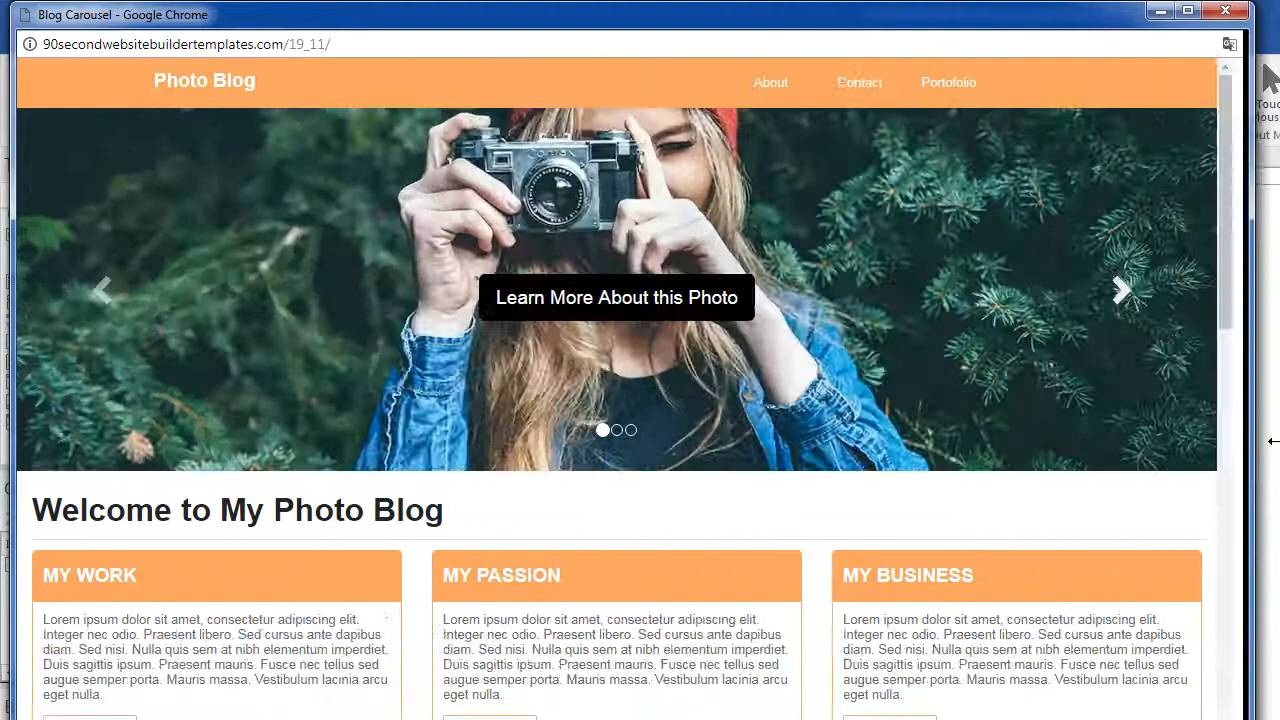 Blog Carousel - Google Chrome
90secondwebsitebuildertemplates.com/19_11/
Photo Blog
About
Contact
Portofolio
Learn More About this Photo
Welcome to My Photo Blog
MY WORK
Lorem ipsum dolor sit amet, consectetur adipiscing elit.
Integer nec odio. Praesent libero. Sed cursus ante dapibus
diam. Sed nisi. Nulla quis sem at nibh elementum imperdiet.
Duis sagittis ipsum. Praesent mauris. Fusce nec tellus sed
augue semper porta. Mauris massa. Vestibulum lacinia arcu
eget nulla.
MY PASSION
Lorem ipsum dolor sit amet, consectetur adipiscing elit.
Integer nec odio. Praesent libero. Sed cursus ante dapibus
diam. Sed nisi. Nulla quis sem at nibh elementum imperdiet.
Duis sagittis ipsum. Praesent mauris. Fusce nec tellus sed
augue semper porta. Mauris massa. Vestibulum lacinia arcu
eget nulla.
MY BUSINESS
Lorem ipsum dolor sit amet, consectetur adipiscing elit.
Integer nec odio. Praesent libero. Sed cursus ante dapibus
diam. Sed nisi. Nulla quis sem at nibh elementum imperdiet.
Duis sagittis ipsum. Praesent mauris. Fusce nec tellus sed
augue semper porta. Mauris massa. Vestibulum lacinia arcu
eget nulla.